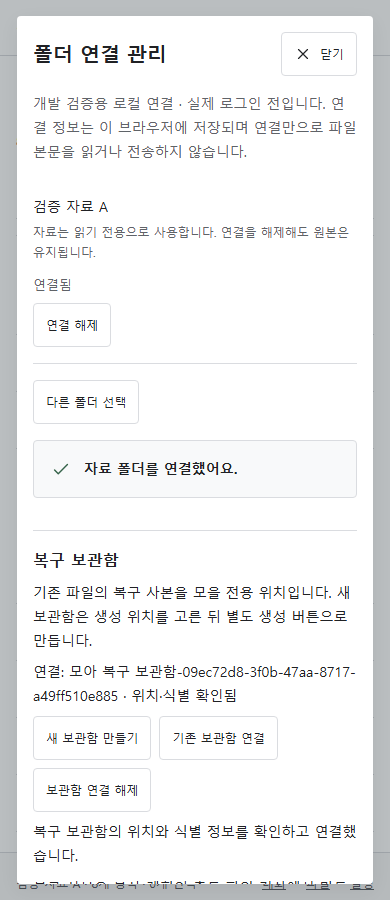 폴더 연결 관리
닫기
개발 검증용 로컬 연결 · 실제 로그인 전입니다. 연
결 정보는 이 브라우저에 저장되며 연결만으로 파일
본문을 읽거나 전송하지 않습니다.
검증 자료 A
자료는 읽기 전용으로 사용합니다. 연결을 해제해도 원본은
유지됩니다.
연결됨
연결 해제
다른 폴더 선택
자료 폴더를 연결했어요.
복구 보관함
기존 파일의 복구 사본을 모을 전용 위치입니다. 새
보관함은 생성 위치를 고른 뒤 별도 생성 버튼으로
만듭니다.
연결: 모아 복구 보관함-09ec72d8-3f0b-47aa-8717-
a49ff510e885 · 위치·식별 확인됨
새 보관함 만들기
기존 보관함 연결
보관함 연결 해제
복구 보관함의 위치와 식별 정보를 확인하고 연결했
습니다.